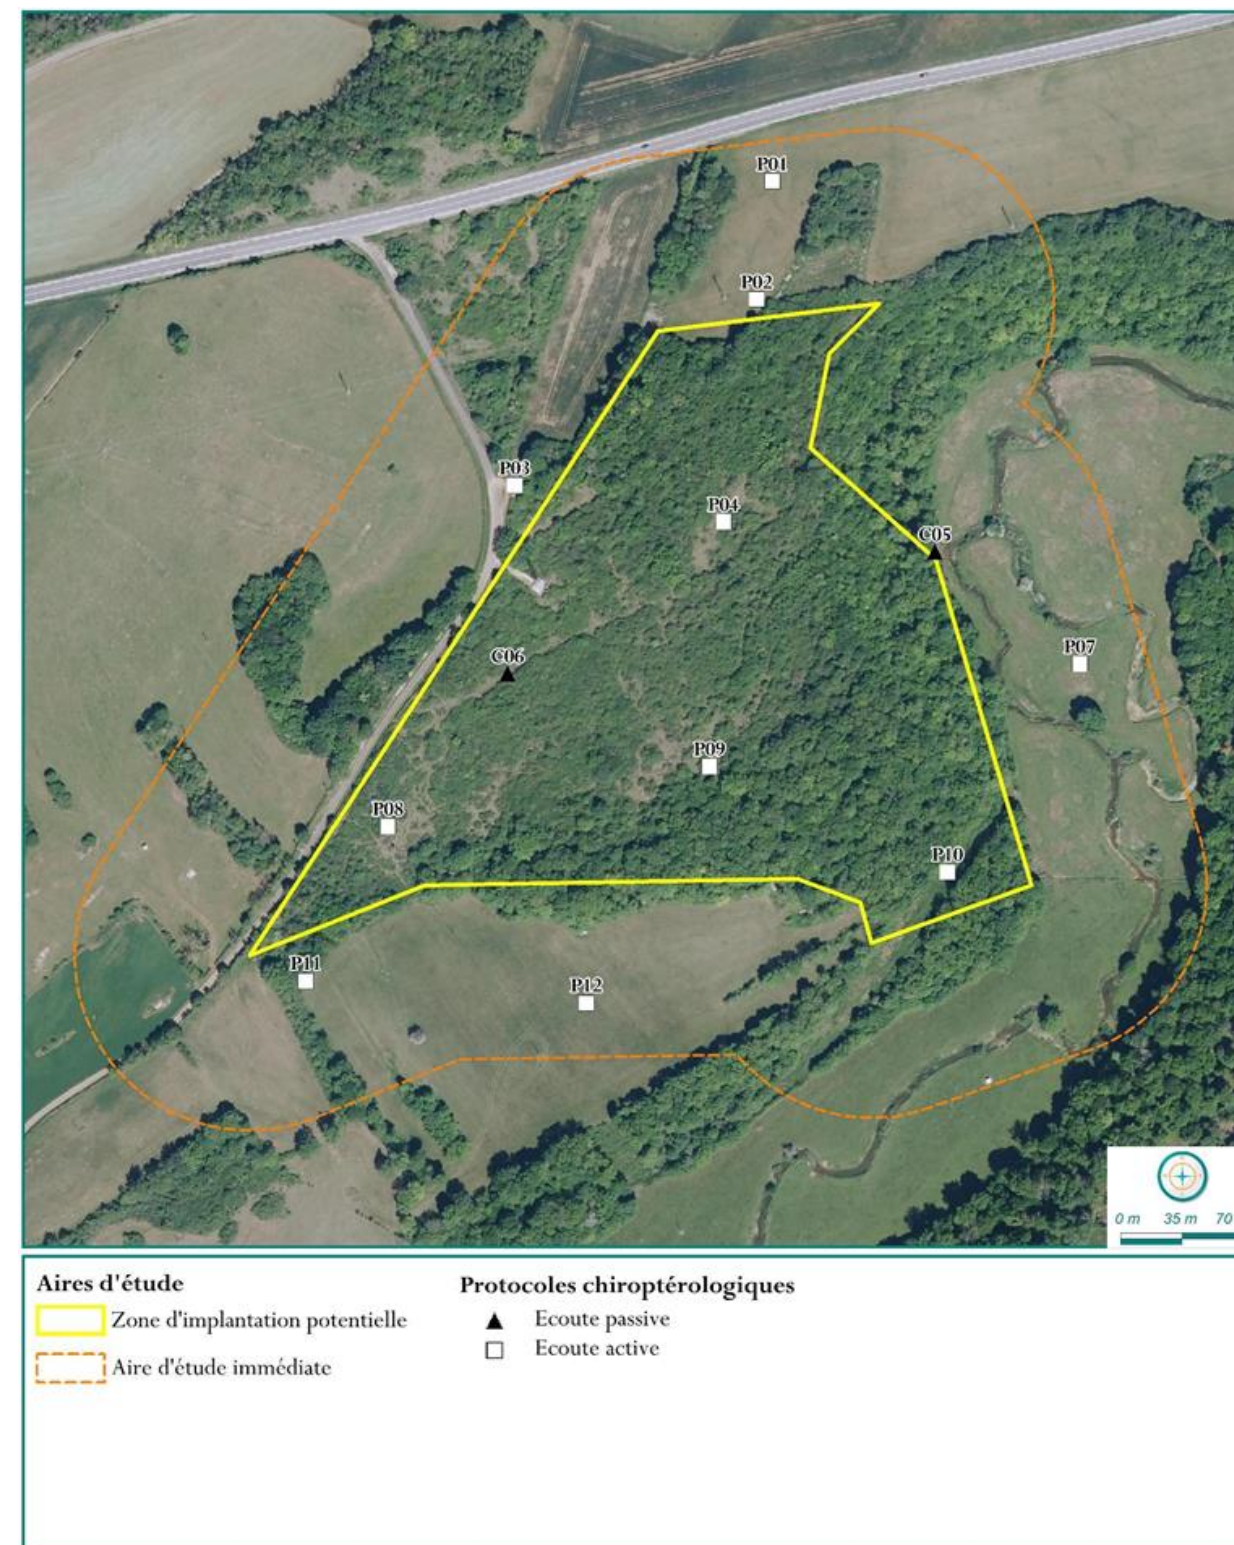 P01
P02
P03
P04
C05
P07
C06
P09
P08
P10
P11
P12
0 m 35 m 70
Aires d'étude
Zone d'implantation potentielle
Aire d'étude immédiate
Protocoles chiroptérologiques
Ecoute passive
Ecoute active